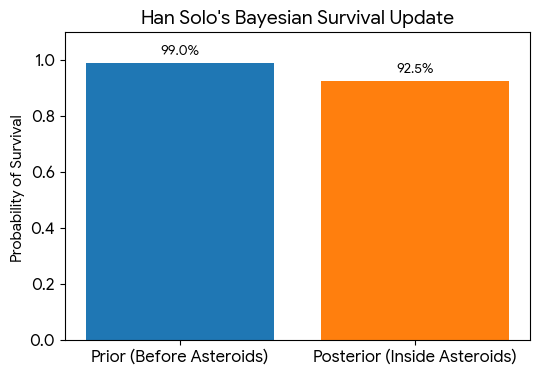 Han Solo's Bayesian Survival Update
Probability of Survival
1.0
0.8
0.6
0.4
0.2
0.0
99.0%
92.5%
Prior (Before Asteroids)
Posterior (Inside Asteroids)